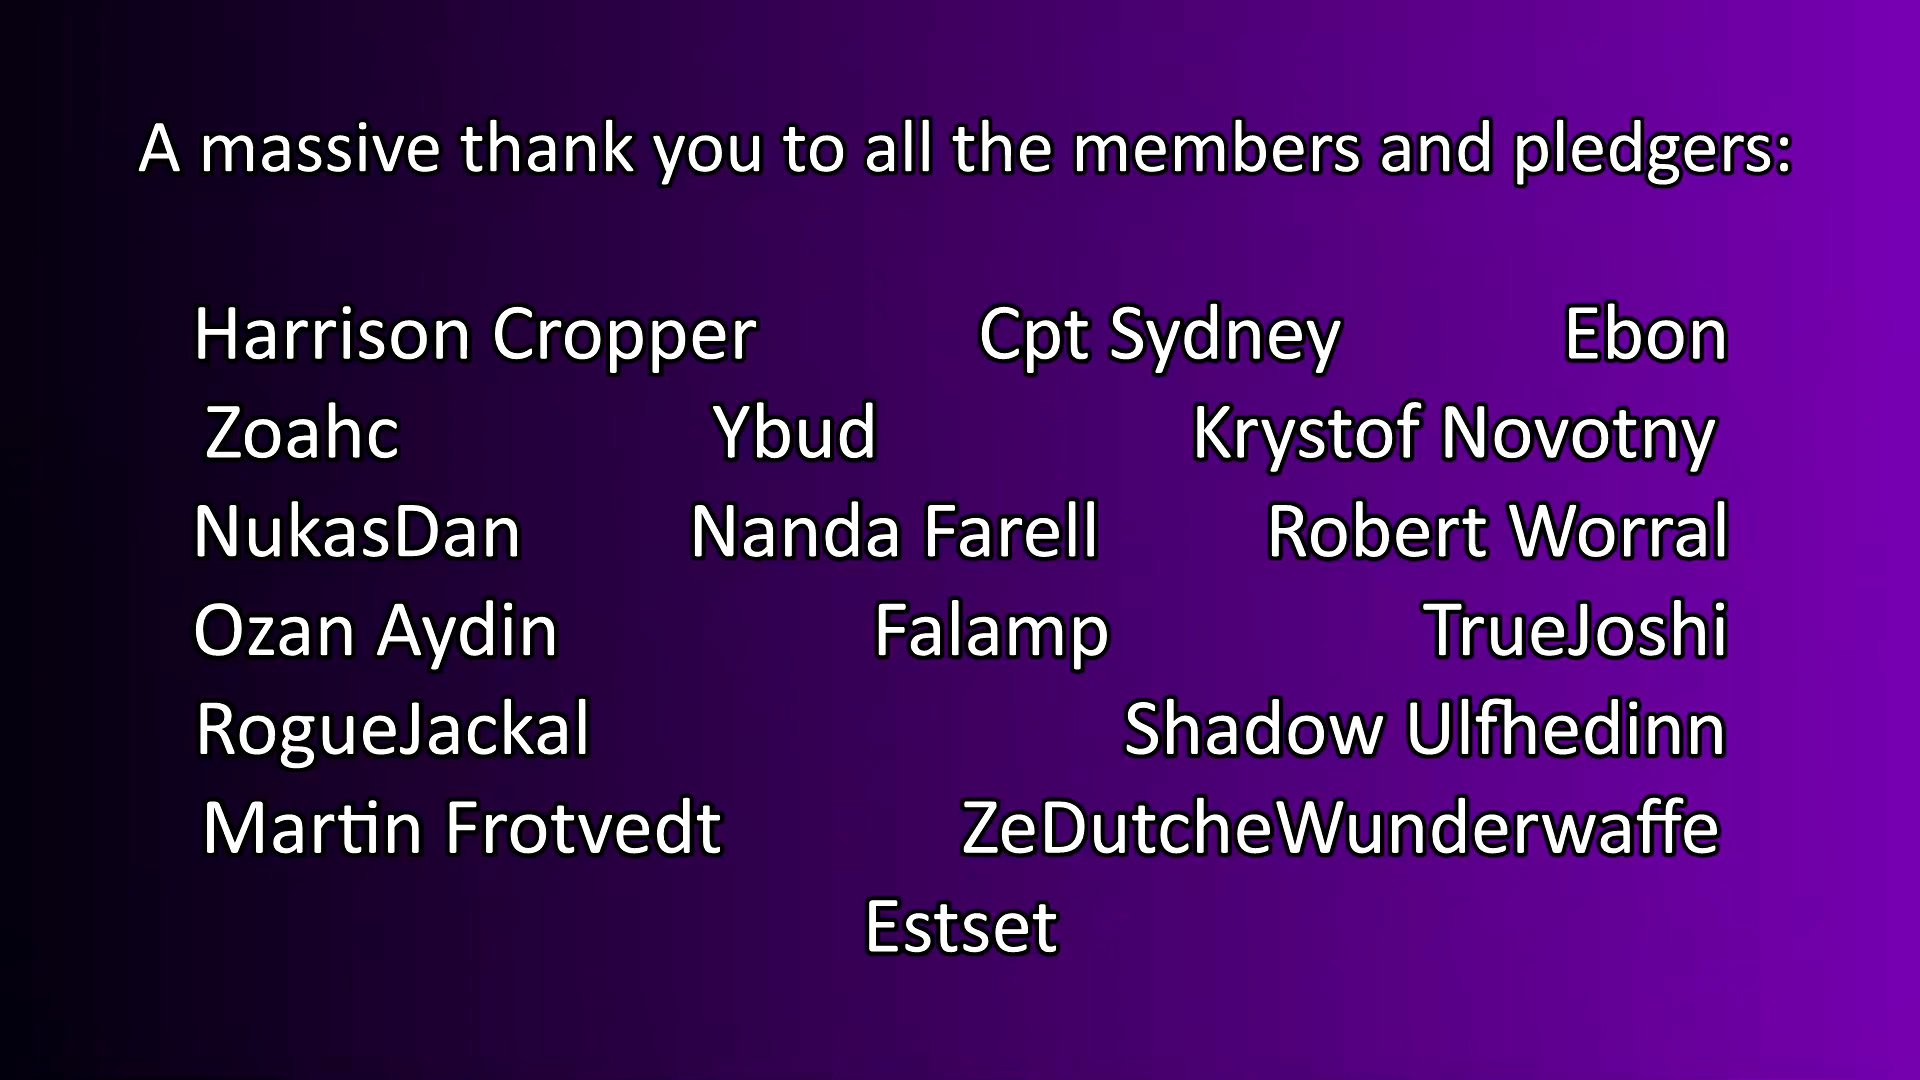 A massive thank you to all the members and pledgers:
Harrison Cropper Cpt Sydney Ebon
Zoahc Ybud Krystof Novotny
NukasDan Nanda Farell Robert Worral
Ozan Aydin Falamp TrueJoshi
RogueJackal Shadow Ulfhedinn
Martin Frotvedt ZeDutcheWunderwaffe
Estset